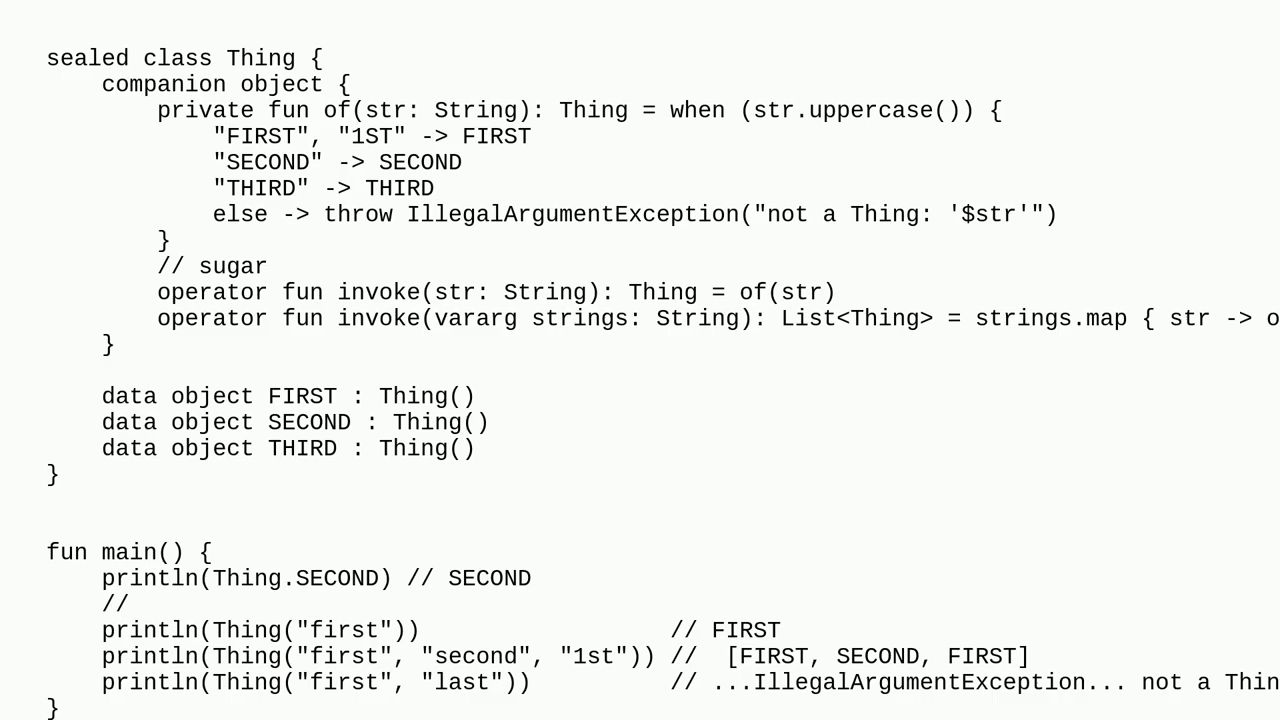 sealed class Thing {
    companion object {
        private fun of(str: String): Thing = when (str.uppercase()) {
            "FIRST", "1ST" -> FIRST
            "SECOND" -> SECOND
            "THIRD" -> THIRD
            else -> throw IllegalArgumentException("not a Thing: '$str'")
        }
        // sugar
        operator fun invoke(str: String): Thing = of(str)
        operator fun invoke(vararg strings: String): List<Thing> = strings.map { str -> o
    }

    data object FIRST : Thing()
    data object SECOND : Thing()
    data object THIRD : Thing()
}


fun main() {
    println(Thing.SECOND) // SECOND
    //
    println(Thing("first"))                  // FIRST
    println(Thing("first", "second", "1st")) //  [FIRST, SECOND, FIRST]
    println(Thing("first", "last"))          // ...IllegalArgumentException... not a Thin
}